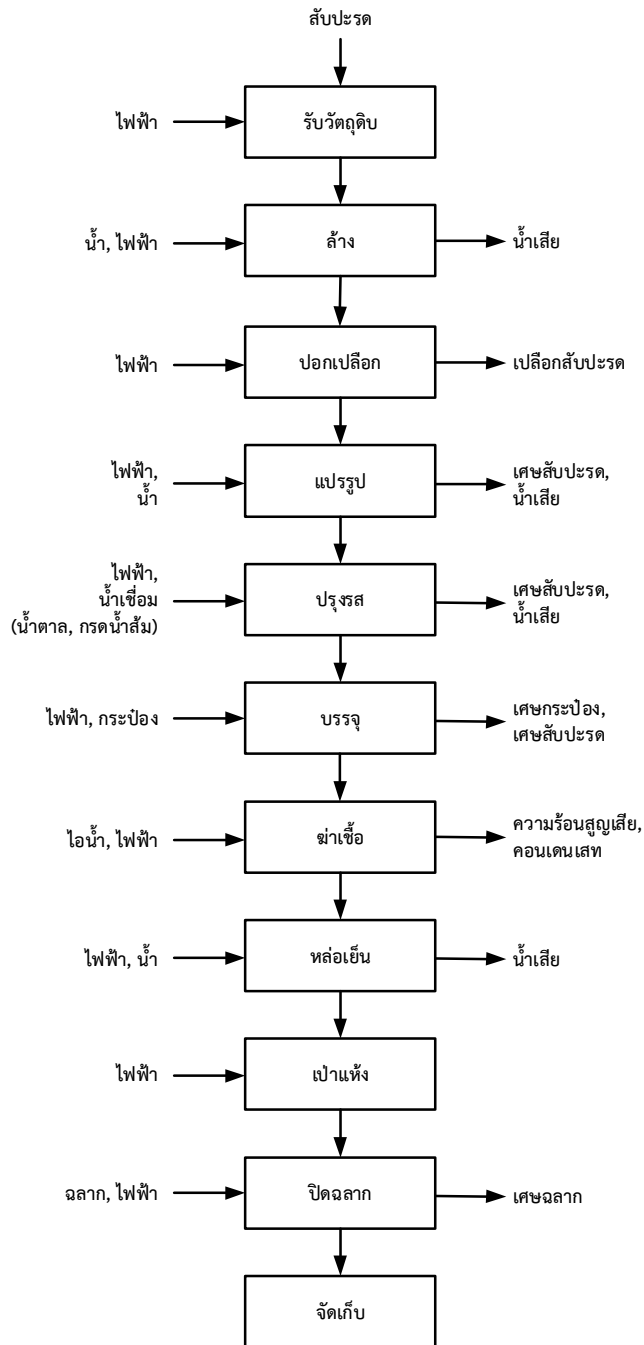 สับปะรด
ไฟฟ้า
รับวัตถุดิบ
น้ำ, ไฟฟ้า
ล้าง
น้ำเสีย
ไฟฟ้า
ปอกเปลือก
เปลือกสับปะรด
ไฟฟ้า,
น้ำ
แปรรูป
เศษสับปะรด,
น้ำเสีย
ไฟฟ้า,
น้ำเชื่อม
(น้ำตาล, กรดน้ำส้ม)
ปรุงรส
เศษสับปะรด,
น้ำเสีย
ไฟฟ้า, กระป๋อง
บรรจุ
เศษกระป๋อง,
เศษสับปะรด
ไอน้ำ, ไฟฟ้า
ฆ่าเชื้อ
ความร้อนสูญเสีย,
คอนเดนเสท
ไฟฟ้า, น้ำ
หล่อเย็น
น้ำเสีย
ไฟฟ้า
เป่าแห้ง
ฉลาก, ไฟฟ้า
ปิดฉลาก
เศษฉลาก
จัดเก็บ